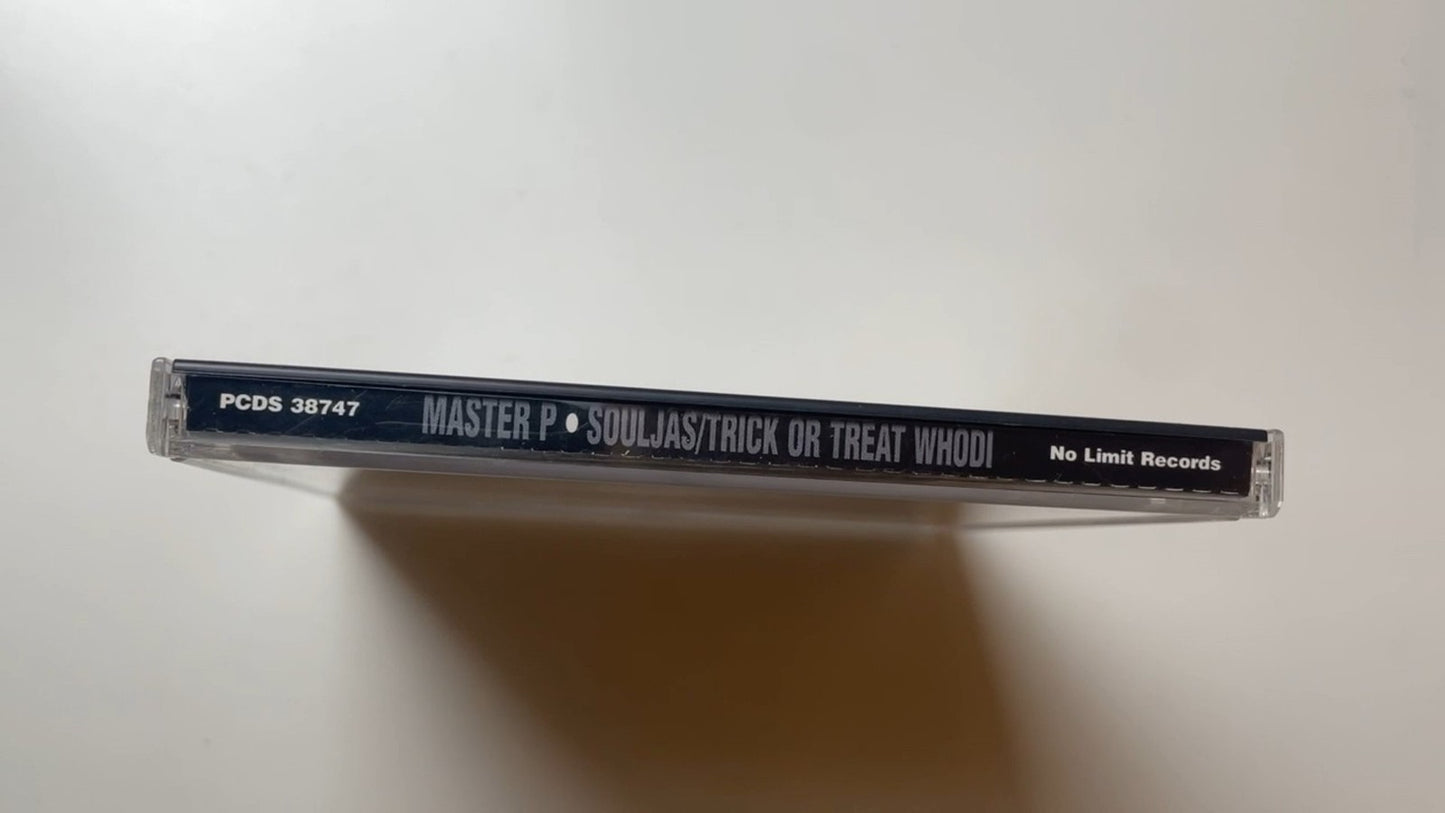 PCDS 38747 MASTER P • SOULJAS/TRICK OR TREAT WHODI No Limit Records